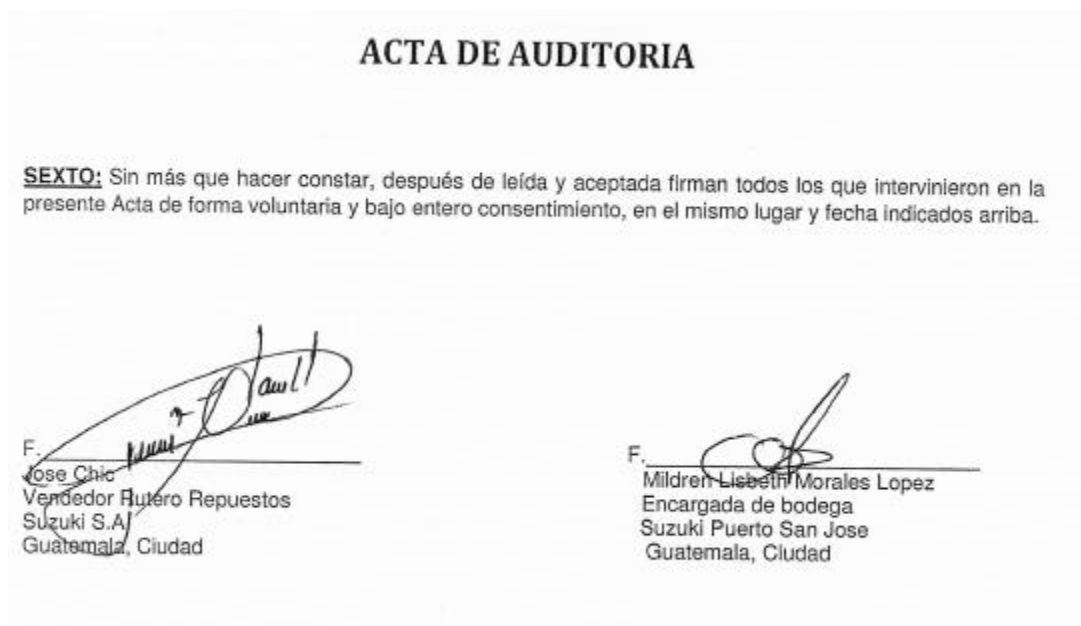 ACTA DE AUDITORIA
SEXTO: Sin más que hacer constar, después de leída y aceptada firman todos los que intervinieron en la
presente Acta de forma voluntaria y bajo entero consentimiento, en el mismo lugar y fecha indicados arriba.
F.
Jose Chic
Vendedor Rutero Repuestos
Suzuki S.A
Guatemala, Ciudad
F.
Mildren Lisbeth Morales Lopez
Encargada de bodega
Suzuki Puerto San Jose
Guatemala, Ciudad